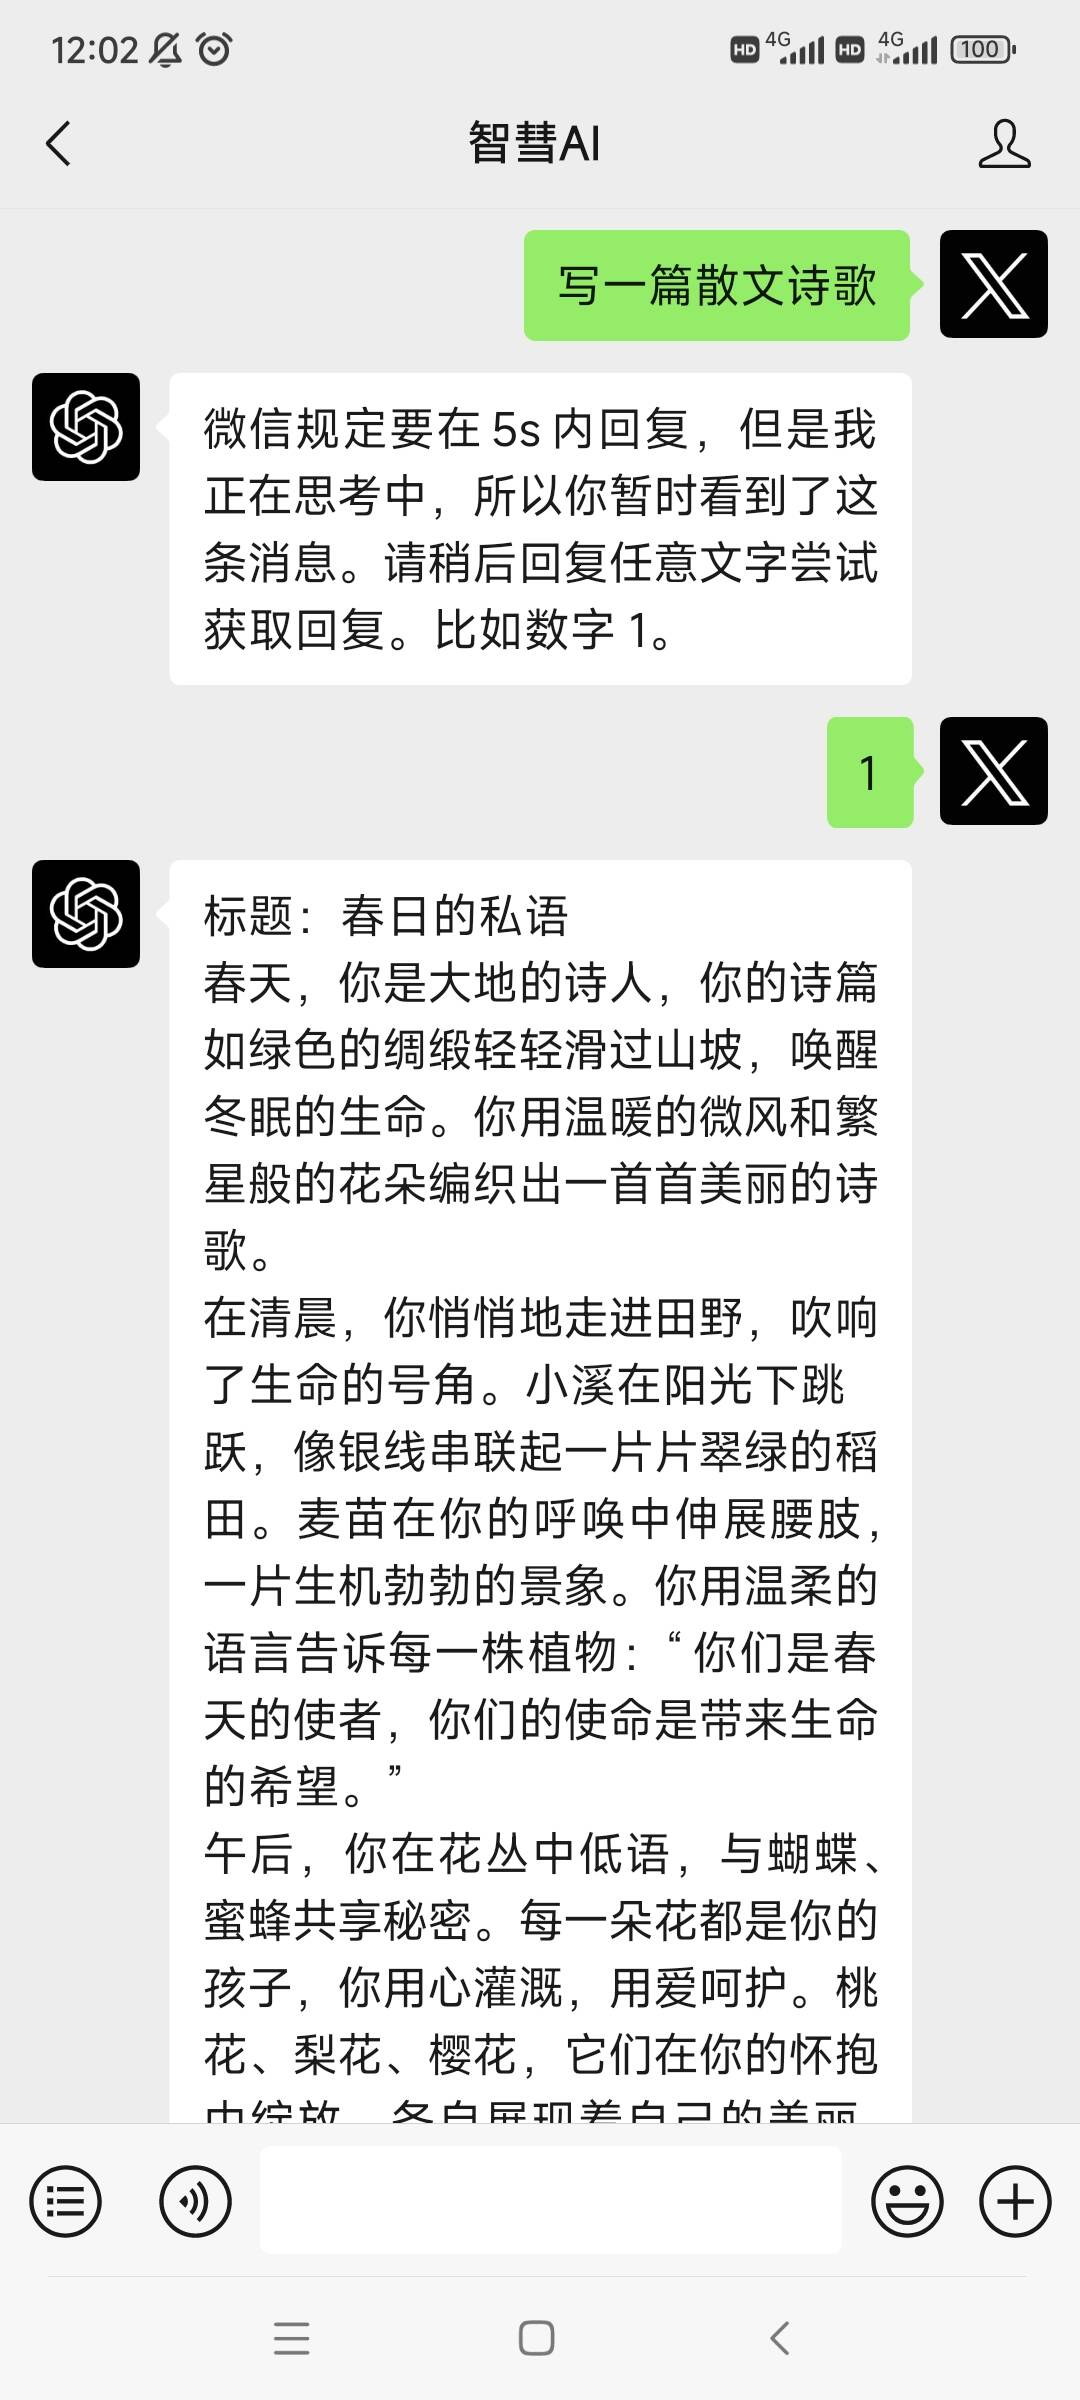 12:02
HD 4G HD 4G 100
智彗AI
写一篇散文诗歌
微信规定要在 5s 内回复，但是我
正在思考中，所以你暂时看到了这
条消息。请稍后回复任意文字尝试
获取回复。比如数字 1。
1
标题：春日的私语
春天，你是大地的诗人，你的诗篇
如绿色的绸缎轻轻滑过山坡，唤醒
冬眠的生命。你用温暖的微风和繁
星般的花朵编织出一首首美丽的诗
歌。
在清晨，你悄悄地走进田野，吹响
了生命的号角。小溪在阳光下跳
跃，像银线串联起一片片翠绿的稻
田。麦苗在你的呼唤中伸展腰肢，
一片生机勃勃的景象。你用温柔的
语言告诉每一株植物：“你们是春
天的使者，你们的使命是带来生命
的希望。”
午后，你在花丛中低语，与蝴蝶、
蜜蜂共享秘密。每一朵花都是你的
孩子，你用心灌溉，用爱呵护。桃
花、梨花、樱花，它们在你的怀抱
中绽放，各自展现着自己的美丽